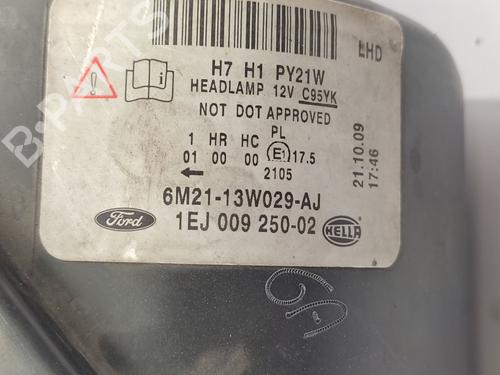 H7 H1 PY21W
LHD
HEADLAMP 12V C95YK
NOT DOT APPROVED
1 HR HC PL
01 00 00 E1 17.5
2105
21.10.09
17:46
6M21-13W029-AJ
Ford
1EJ 009 250-02
HELLA
B-PARTS